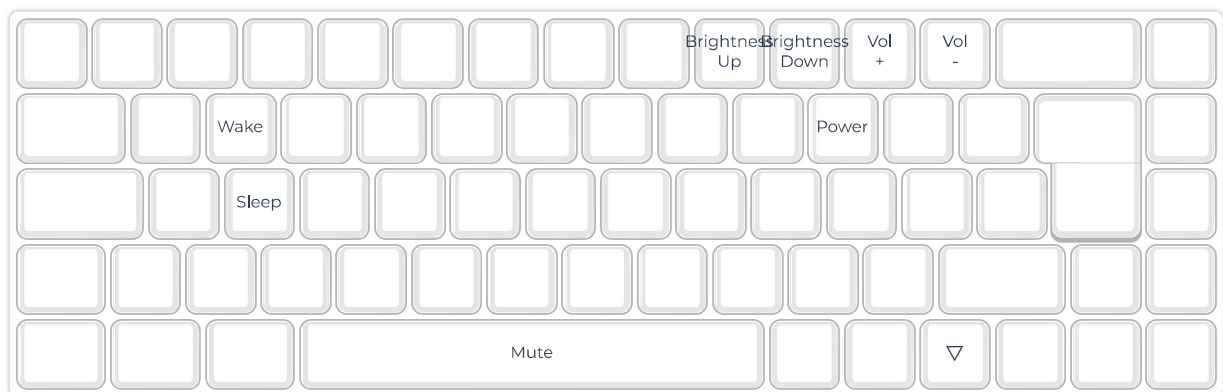 Brightness
Up
Brightness
Down
Vol
+
Vol
-
Wake
Power
Sleep
Mute
▽